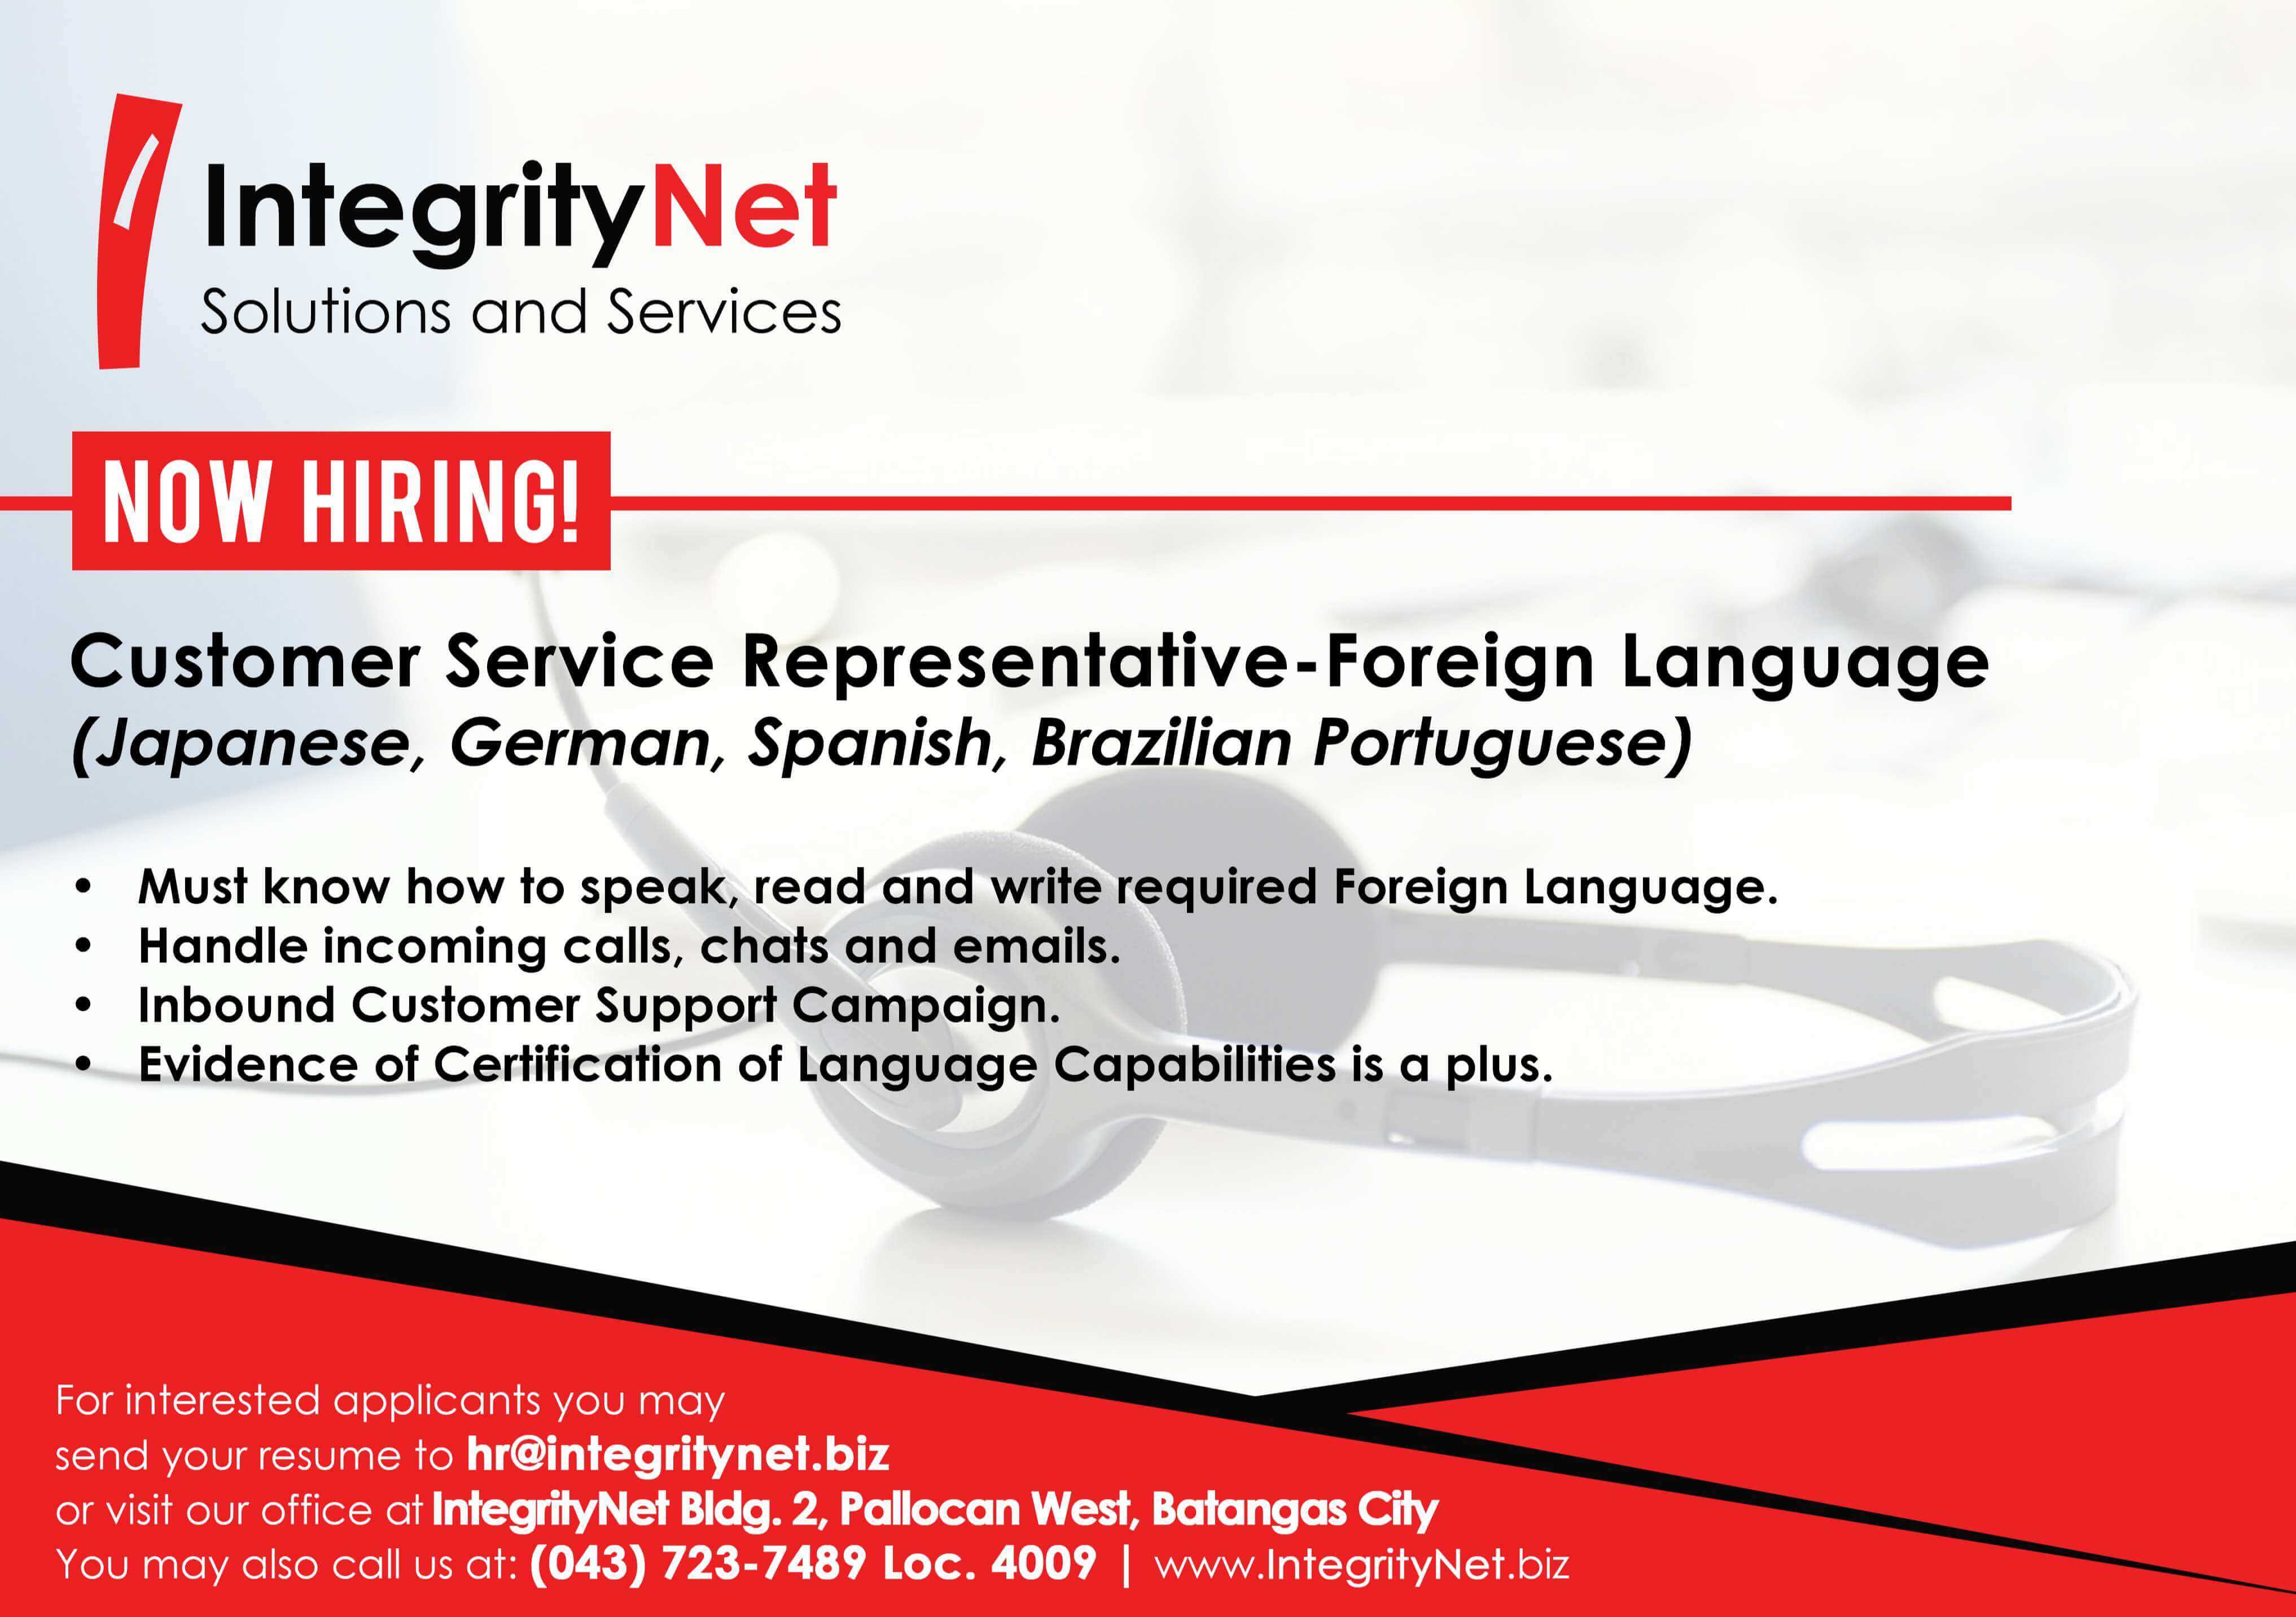 IntegrityNet
Solutions and Services
NOW HIRING!
Customer Service Representative-Foreign Language
(Japanese, German, Spanish, Brazilian Portuguese)
• Must know how to speak, read and write required Foreign Language.
• Handle incoming calls, chats and emails.
• Inbound Customer Support Campaign.
• Evidence of Certification of Language Capabilities is a plus.
For interested applicants you may
send your resume to hr@integritynet.biz
or visit our office at IntegrityNet Bldg. 2, Pallocan West, Batangas City
You may also call us at: (043) 723-7489 Loc. 4009 | www.IntegrityNet.biz